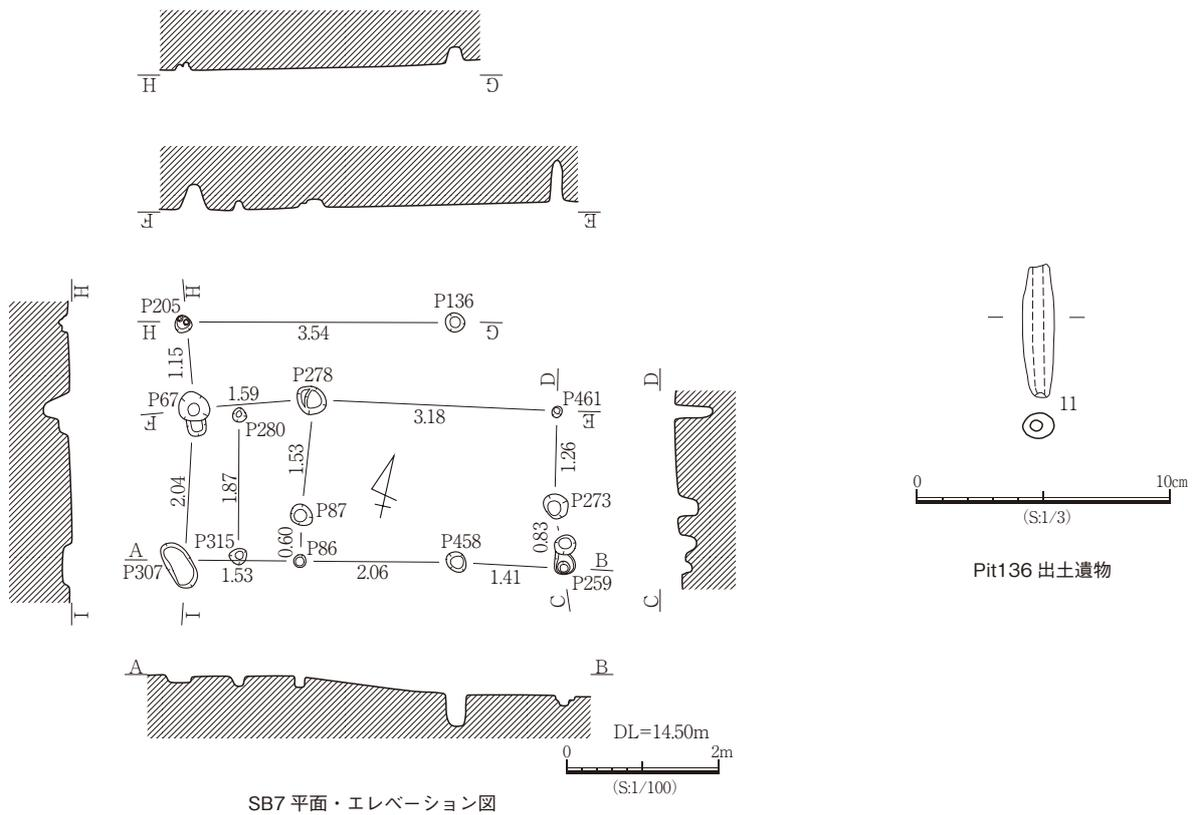 H G
F E
H H
P205 P136
H 3.54 G
1.15
P278
D D
P67 1.59 P461
F 3.18 E
P280
1.53 1.26
2.04 1.87
P87 P273
0.60 0.83
P315 P86 P458
A B
P307 1.53 2.06 1.41 P259
I I C C
A B
DL=14.50m
0 2m
(S:1/100)
SB7 平面・エレベーション図
11
0 10cm
(S:1/3)
Pit136 出土遺物